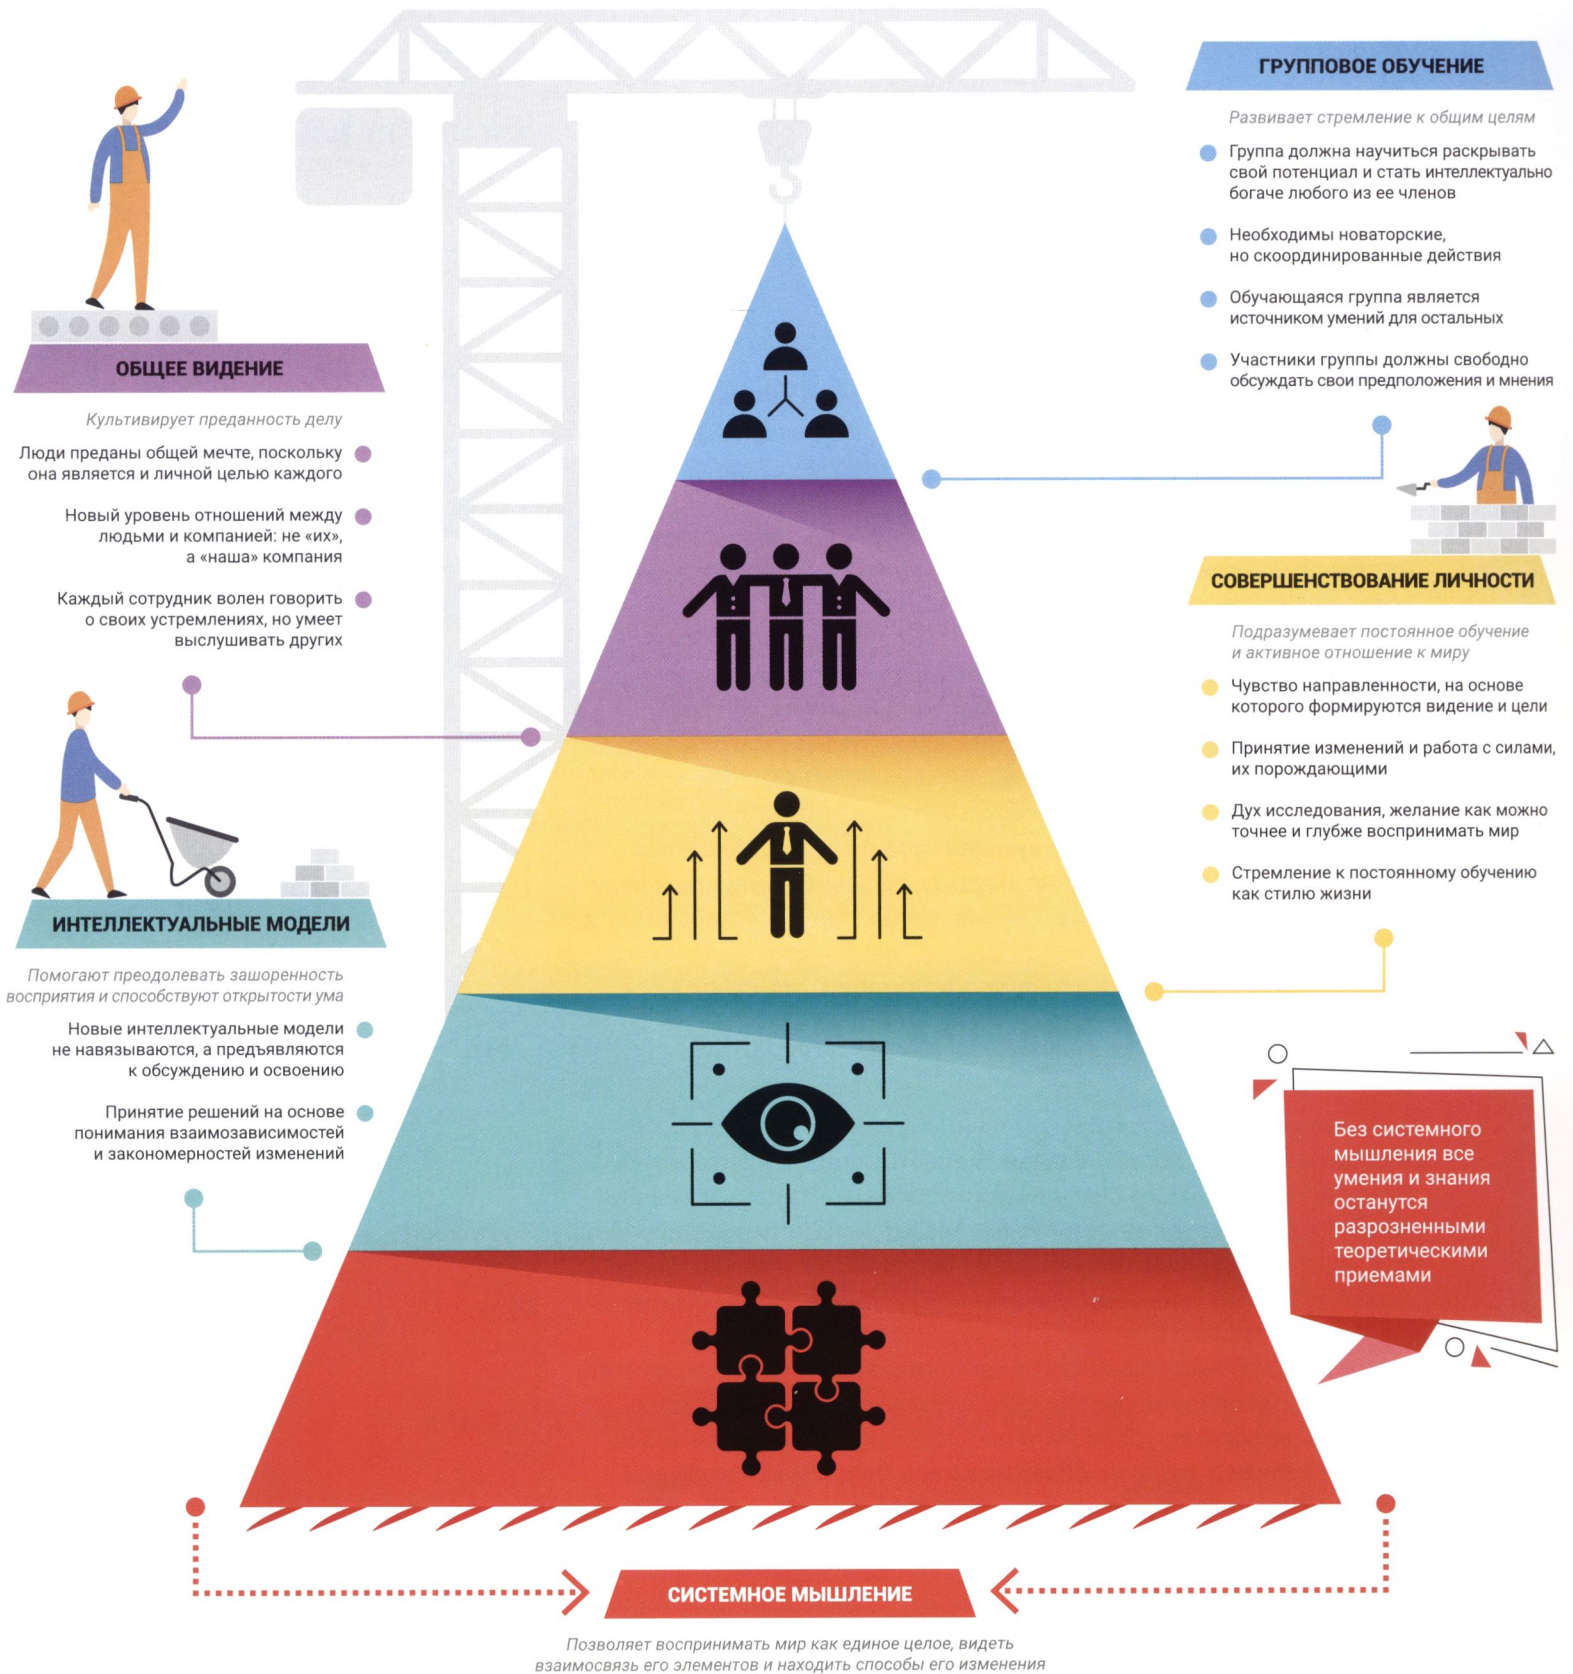 ГРУППОВОЕ ОБУЧЕНИЕ
Развивает стремление к общим целям
Группа должна научиться раскрывать
свой потенциал и стать интеллектуально
богаче любого из ее членов
Необходимы новаторские,
но скоординированные действия
Обучающаяся группа является
источником умений для остальных
Участники группы должны свободно
обсуждать свои предположения и мнения
ОБЩЕЕ ВИДЕНИЕ
Культивирует преданность делу
Люди преданы общей мечте, поскольку
она является и личной целью каждого
Новый уровень отношений между
людьми и компанией: не «их»,
а «наша» компания
Каждый сотрудник волен говорить
о своих устремлениях, но умеет
выслушивать других
СОВЕРШЕНСТВОВАНИЕ ЛИЧНОСТИ
Подразумевает постоянное обучение
и активное отношение к миру
Чувство направленности, на основе
которого формируются видение и цели
Принятие изменений и работа с силами,
их порождающими
Дух исследования, желание как можно
точнее и глубже воспринимать мир
Стремление к постоянному обучению
как стилю жизни
ИНТЕЛЛЕКТУАЛЬНЫЕ МОДЕЛИ
Помогают преодолевать зашоренность
восприятия и способствуют открытости ума
Новые интеллектуальные модели
не навязываются, а предъявляются
к обсуждению и освоению
Принятие решений на основе
понимания взаимозависимостей
и закономерностей изменений
Без системного
мышления все
умения и знания
останутся
разрозненными
теоретическими
приемами
СИСТЕМНОЕ МЫШЛЕНИЕ
Позволяет воспринимать мир как единое целое, видеть
взаимосвязь его элементов и находить способы его изменения